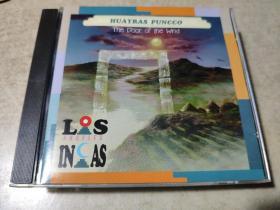 HUAYRAS PUNCCO
The Door of the Wind
LOS
INCAS